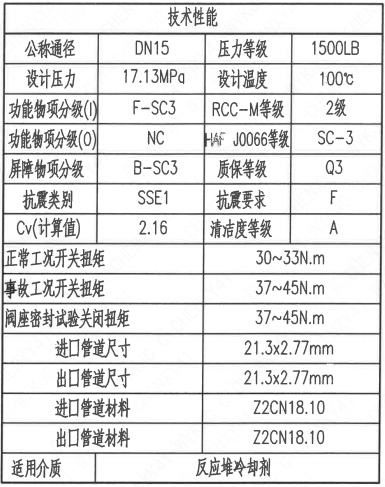 技术性能
公称通径 DN15 压力等级 1500LB
设计压力 17.13MPa 设计温度 100℃
功能物项分级(I) F-SC3 RCC-M等级 2级
功能物项分级(O) NC HAF J0066等级 SC-3
屏障物项分级 B-SC3 质保等级 Q3
抗震类别 SSE1 抗震要求 F
Cv(计算值) 2.16 清洁度等级 A
正常工况开关扭矩 30~33N.m
事故工况开关扭矩 37~45N.m
阀座密封试验关闭扭矩 37~45N.m
进口管道尺寸 21.3x2.77mm
出口管道尺寸 21.3x2.77mm
进口管道材料 Z2CN18.10
出口管道材料 Z2CN18.10
适用介质 反应堆冷却剂